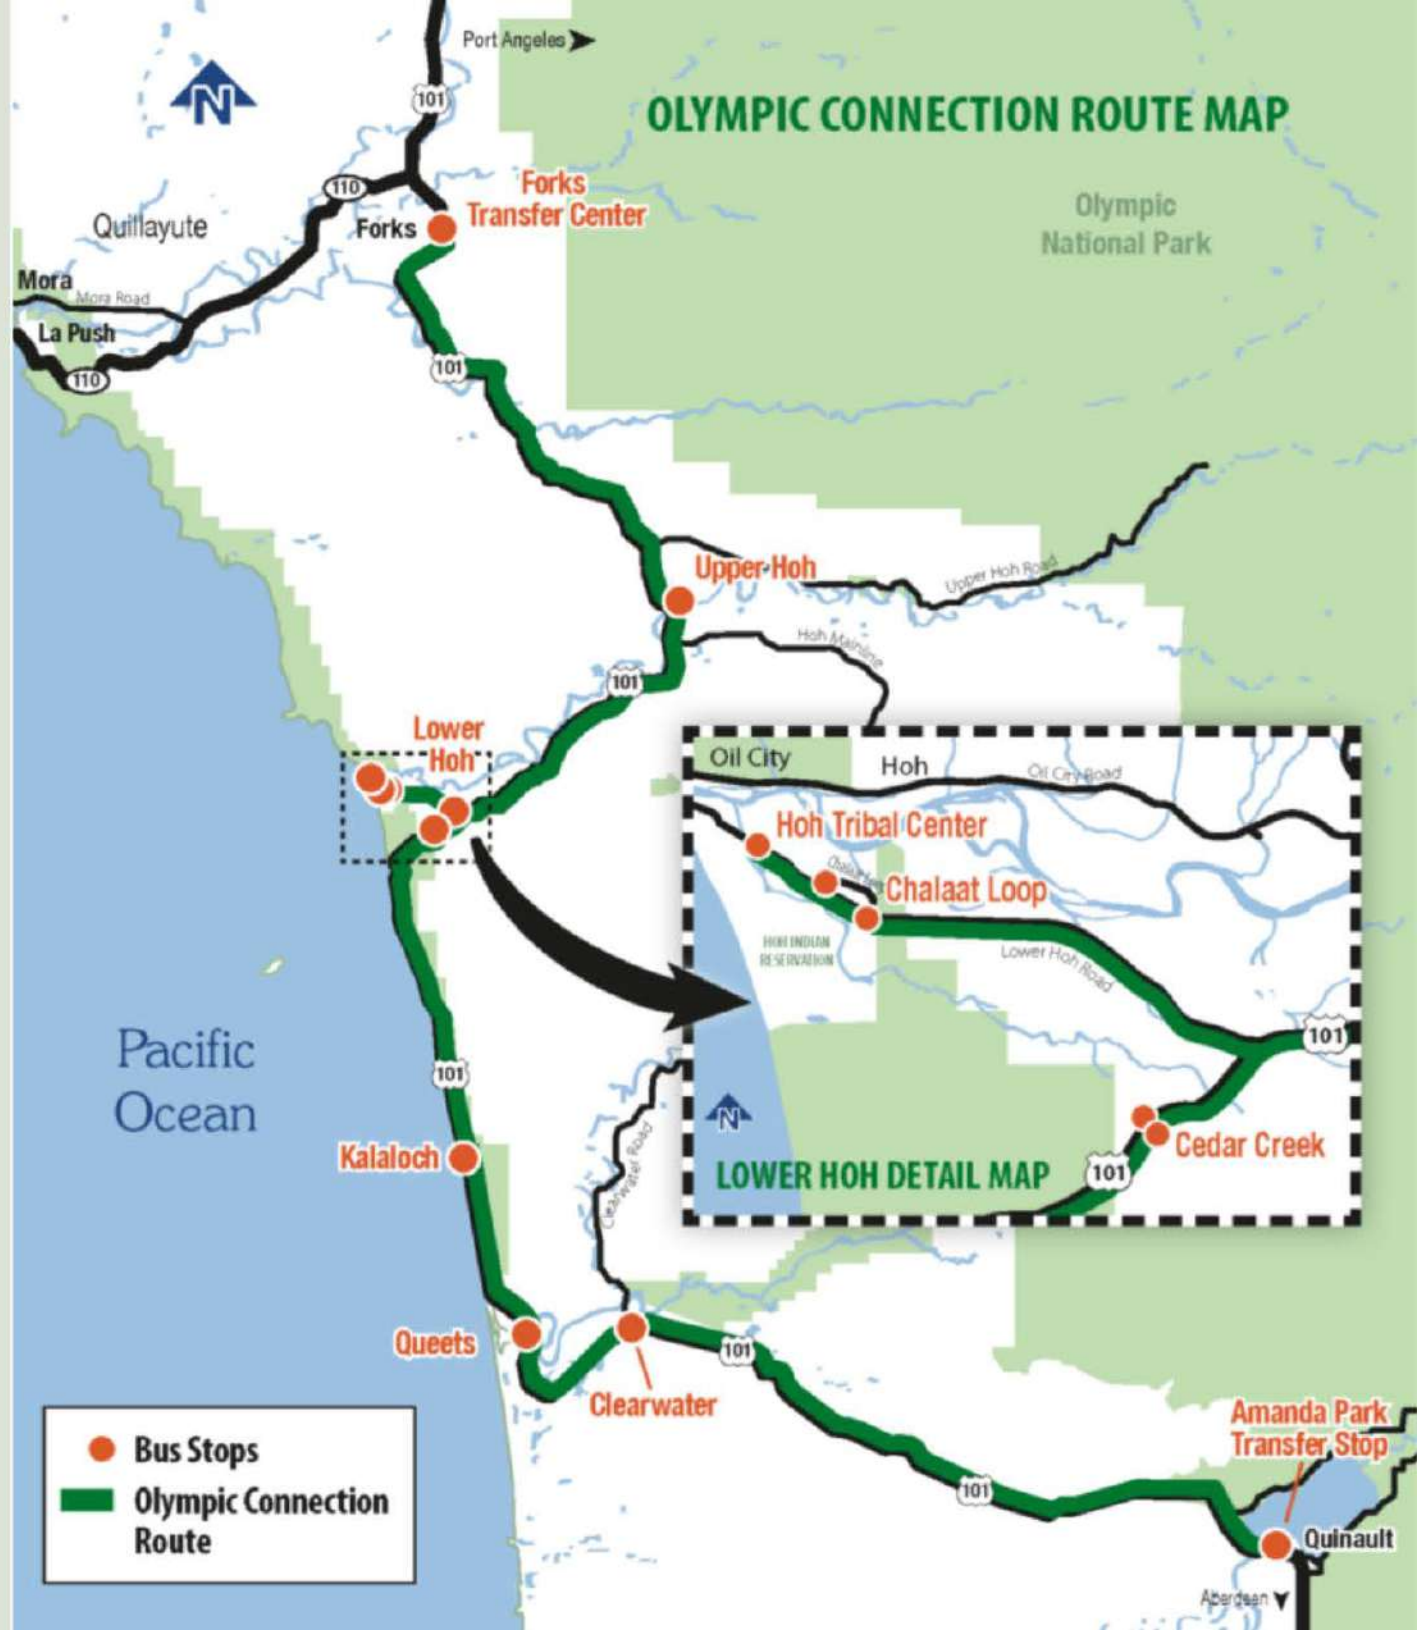 Port Angeles
N
101
OLYMPIC CONNECTION ROUTE MAP
110
Forks
Transfer Center
Olympic
National Park
Quillayute
Forks
Mora
Mora Road
La Push
110
101
Upper Hoh
Upper Hoh Road
Hoh Mainline
101
Lower
Hoh
Oil City
Hoh
Oil City Road
Hoh Tribal Center
Chalaat Loop
HOH INDIAN
RESERVATION
Lower Hoh Road
101
N
Cedar Creek
101
LOWER HOH DETAIL MAP
Pacific
Ocean
101
Kalaloch
Clearwater Road
Queets
101
Clearwater
Amanda Park
Transfer Stop
101
Quinault
Aberdeen
Bus Stops
Olympic Connection
Route